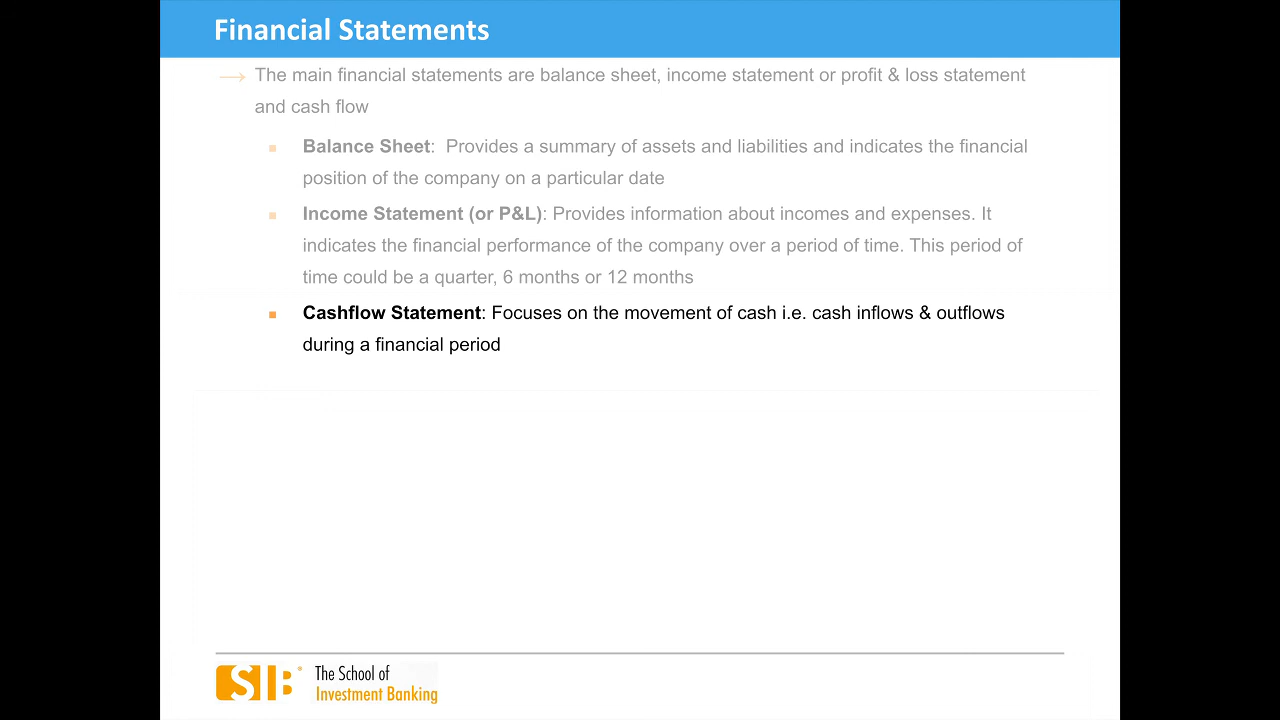 Financial Statements
→ The main financial statements are balance sheet, income statement or profit & loss statement
and cash flow
▪ Balance Sheet: Provides a summary of assets and liabilities and indicates the financial
position of the company on a particular date
▪ Income Statement (or P&L): Provides information about incomes and expenses. It
indicates the financial performance of the company over a period of time. This period of
time could be a quarter, 6 months or 12 months
▪ Cashflow Statement: Focuses on the movement of cash i.e. cash inflows & outflows
during a financial period
SIB® The School of
Investment Banking